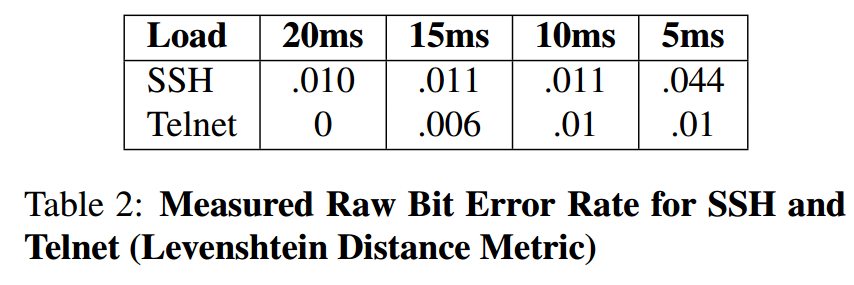 Load 20ms 15ms 10ms 5ms
SSH .010 .011 .011 .044
Telnet 0 .006 .01 .01
Table 2: Measured Raw Bit Error Rate for SSH and
Telnet (Levenshtein Distance Metric)